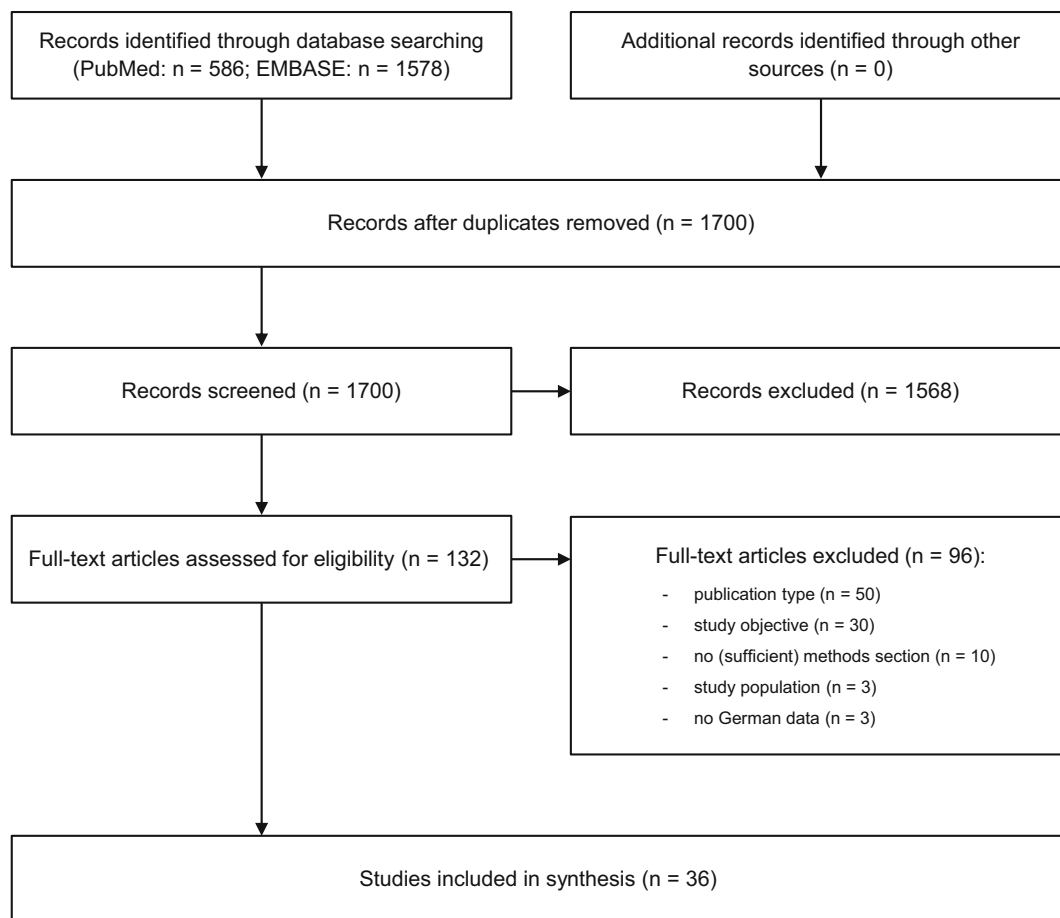 Records identified through database searching
(PubMed: n = 586; EMBASE: n = 1578)
Additional records identified through other
sources (n = 0)
Records after duplicates removed (n = 1700)
Records screened (n = 1700)
Records excluded (n = 1568)
Full-text articles assessed for eligibility (n = 132)
Full-text articles excluded (n = 96):
- publication type (n = 50)
- study objective (n = 30)
- no (sufficient) methods section (n = 10)
- study population (n = 3)
- no German data (n = 3)
Studies included in synthesis (n = 36)